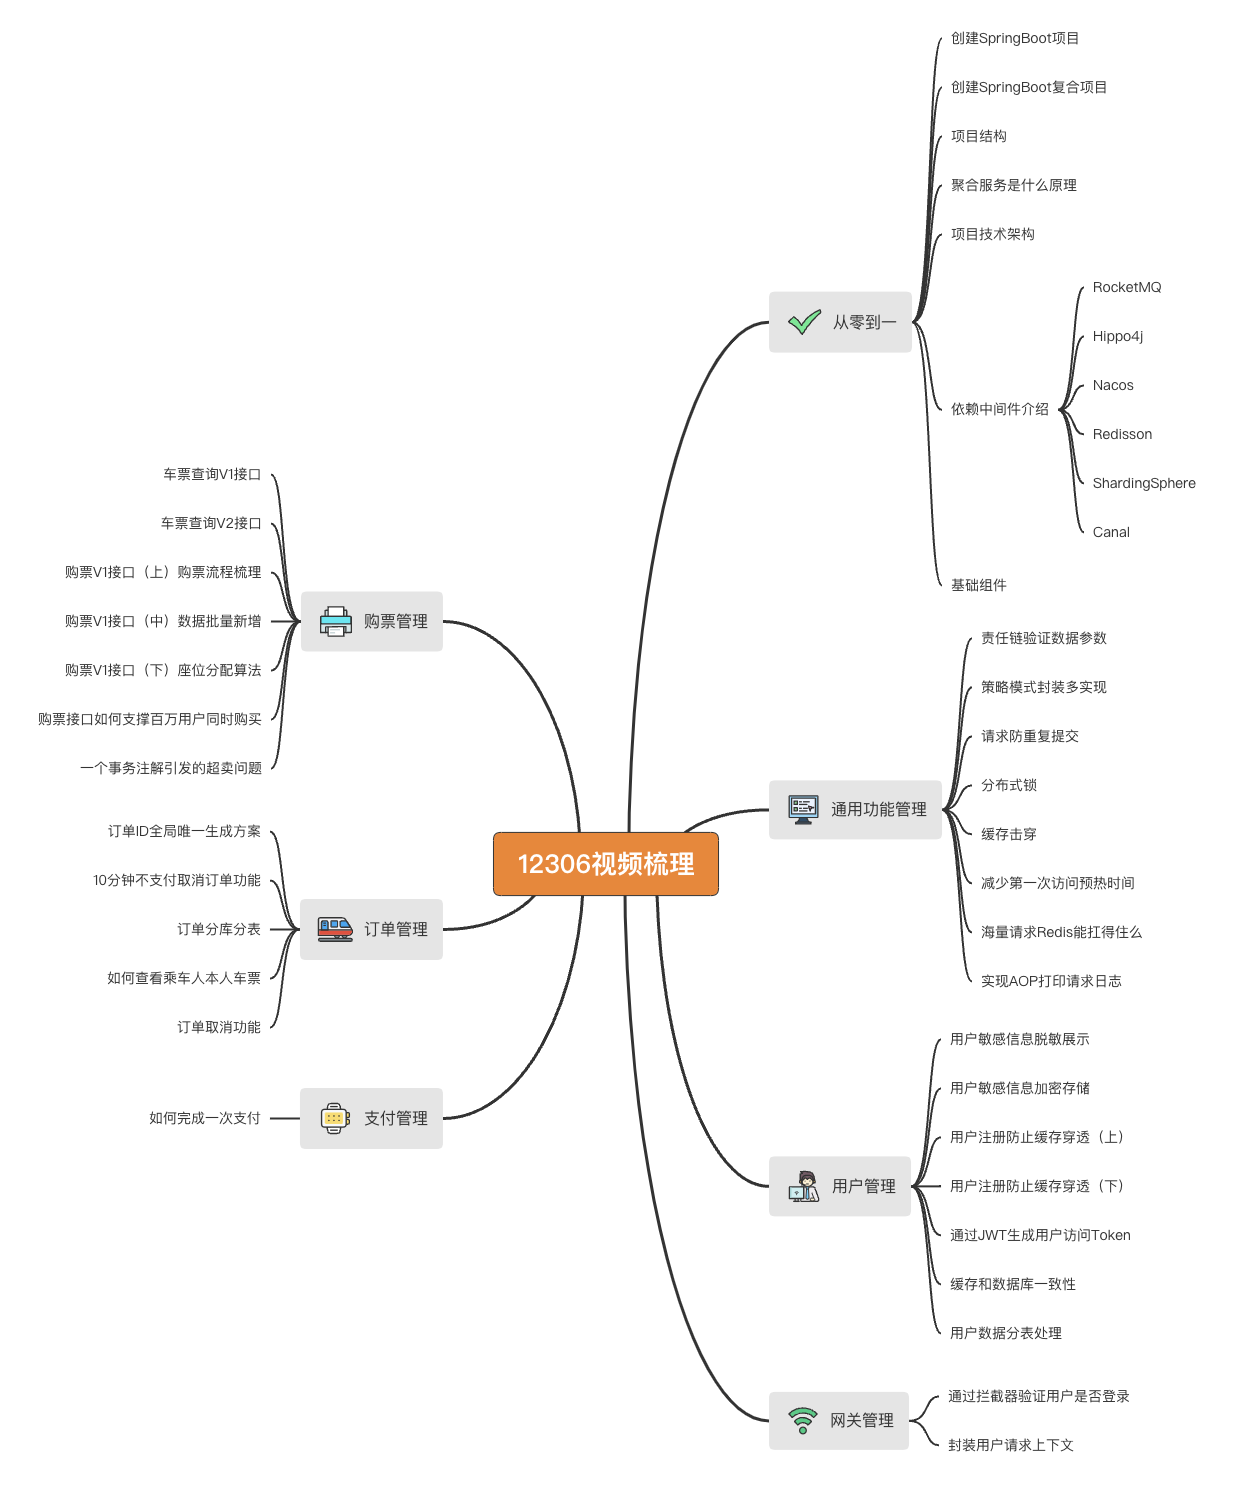 12306视频梳理
从零到一
创建SpringBoot项目
创建SpringBoot复合项目
项目结构
聚合服务是什么原理
项目技术架构
依赖中间件介绍
RocketMQ
Hippo4j
Nacos
Redisson
ShardingSphere
Canal
基础组件
通用功能管理
责任链验证数据参数
策略模式封装多实现
请求防重复提交
分布式锁
缓存击穿
减少第一次访问预热时间
海量请求Redis能扛得住么
实现AOP打印请求日志
用户管理
用户敏感信息脱敏展示
用户敏感信息加密存储
用户注册防止缓存穿透（上）
用户注册防止缓存穿透（下）
通过JWT生成用户访问Token
缓存和数据库一致性
用户数据分表处理
网关管理
通过拦截器验证用户是否登录
封装用户请求上下文
购票管理
车票查询V1接口
车票查询V2接口
购票V1接口（上）购票流程梳理
购票V1接口（中）数据批量新增
购票V1接口（下）座位分配算法
购票接口如何支撑百万用户同时购买
一个事务注解引发的超卖问题
订单管理
订单ID全局唯一生成方案
10分钟不支付取消订单功能
订单分库分表
如何查看乘车人本人车票
订单取消功能
支付管理
如何完成一次支付